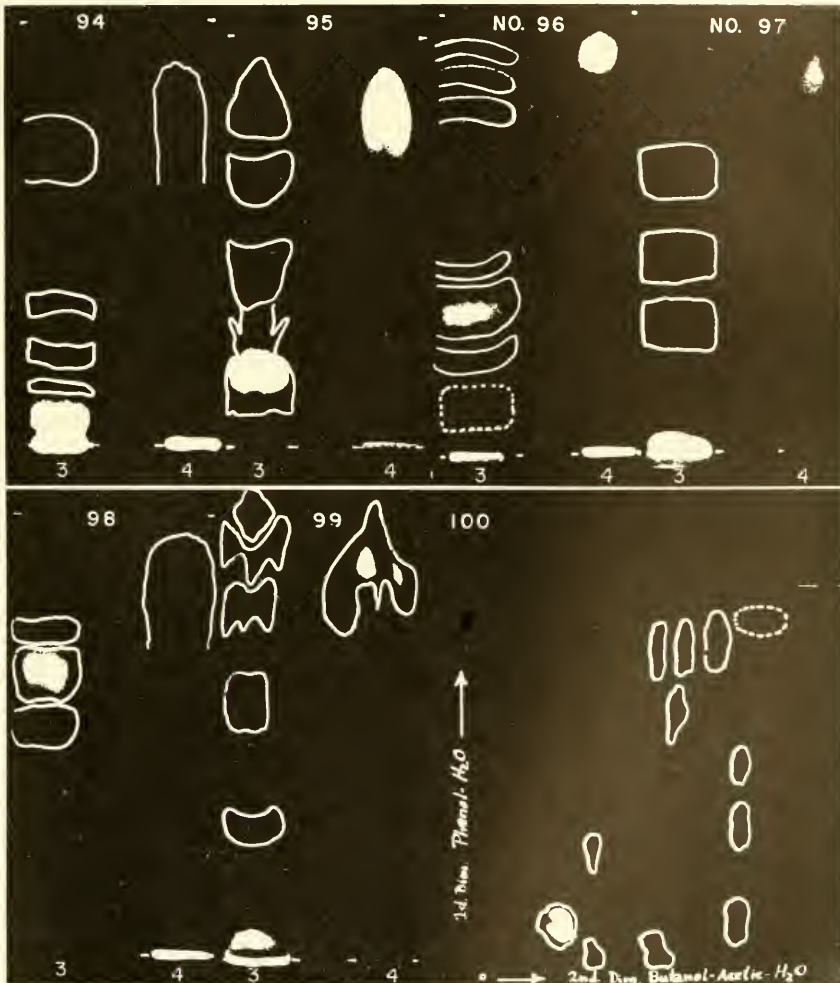 94 95 NO. 96 NO. 97
3 4 3 4 3 4 3 4
98 99 100
1d. Dim. Phenol-H₂O
3 4 3 4
2nd. Dim. Butanol-Acetic-H₂O